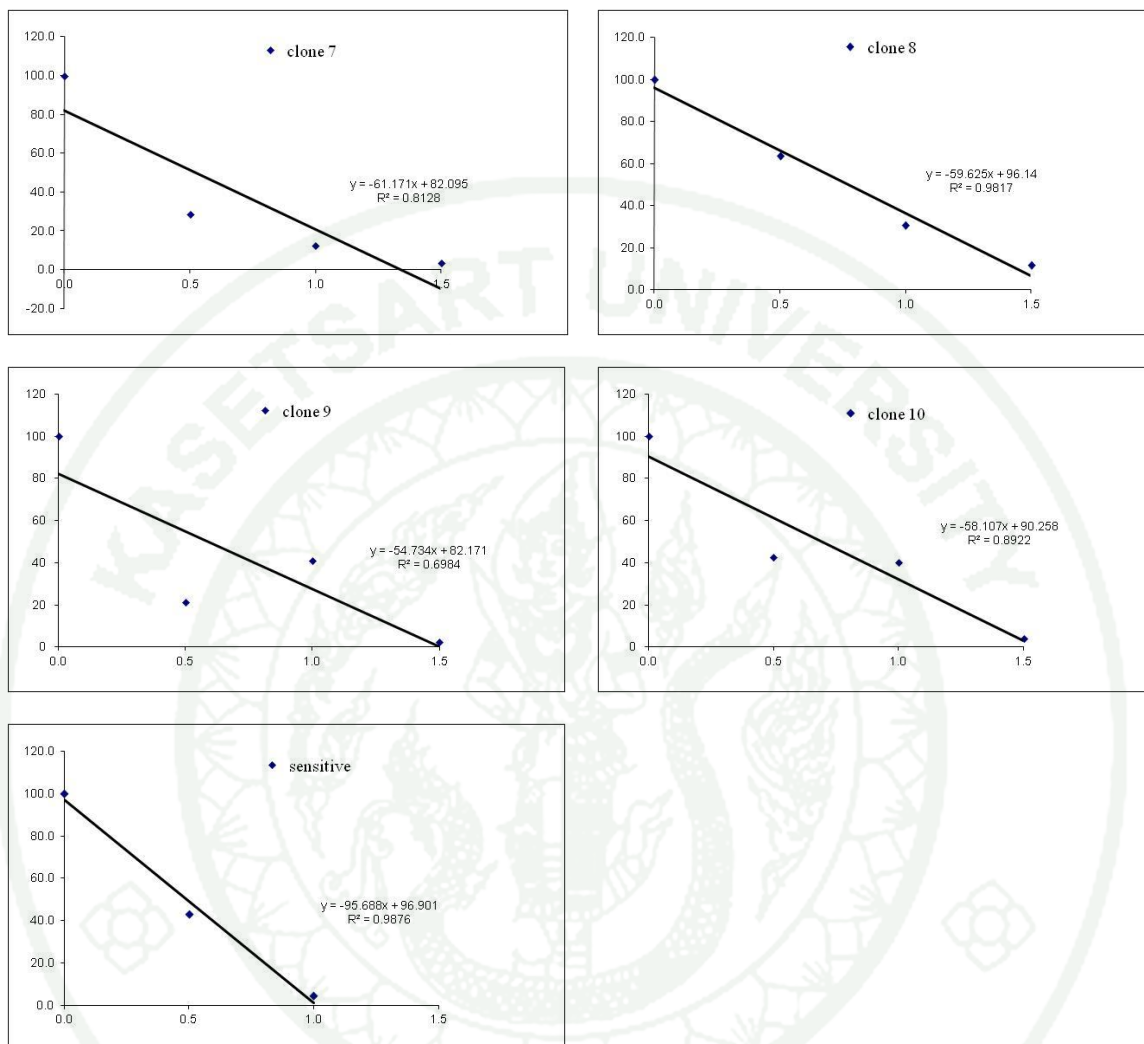 clone 7
120.0
100.0
80.0
60.0
40.0
20.0
0.0
-20.0
0.0 0.5 1.0 1.5
y = -61.171x + 82.095
R² = 0.8128
clone 8
120.0
100.0
80.0
60.0
40.0
20.0
0.0
0.0 0.5 1.0 1.5
y = -59.625x + 96.14
R² = 0.9817
clone 9
120
100
80
60
40
20
0
0.0 0.5 1.0 1.5
y = -54.734x + 82.171
R² = 0.6984
clone 10
120
100
80
60
40
20
0
0.0 0.5 1.0 1.5
y = -58.107x + 90.258
R² = 0.8922
sensitive
120.0
100.0
80.0
60.0
40.0
20.0
0.0
0.0 0.5 1.0 1.5
y = -95.688x + 96.901
R² = 0.9876
KASETSART UNIVERSITY